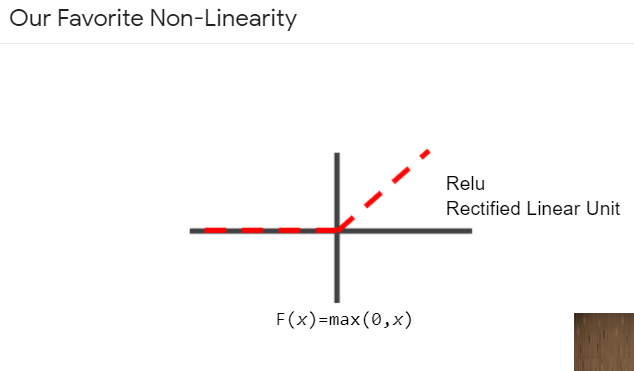 Our Favorite Non-Linearity
Relu
Rectified Linear Unit
F(x)=max(0,x)